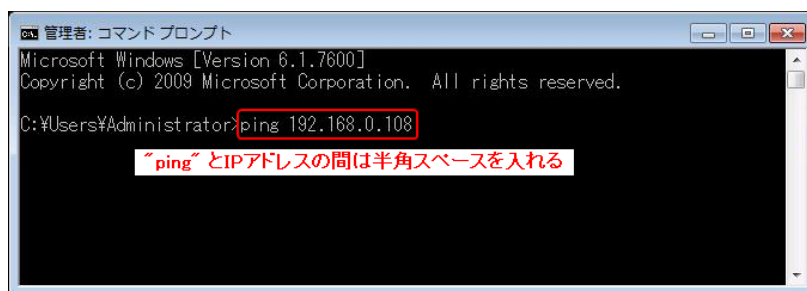 管理者: コマンド プロンプト
Microsoft Windows [Version 6.1.7600]
Copyright (c) 2009 Microsoft Corporation.  All rights reserved.
C:¥Users¥Administrator>ping 192.168.0.108
"ping" とIPアドレスの間は半角スペースを入れる